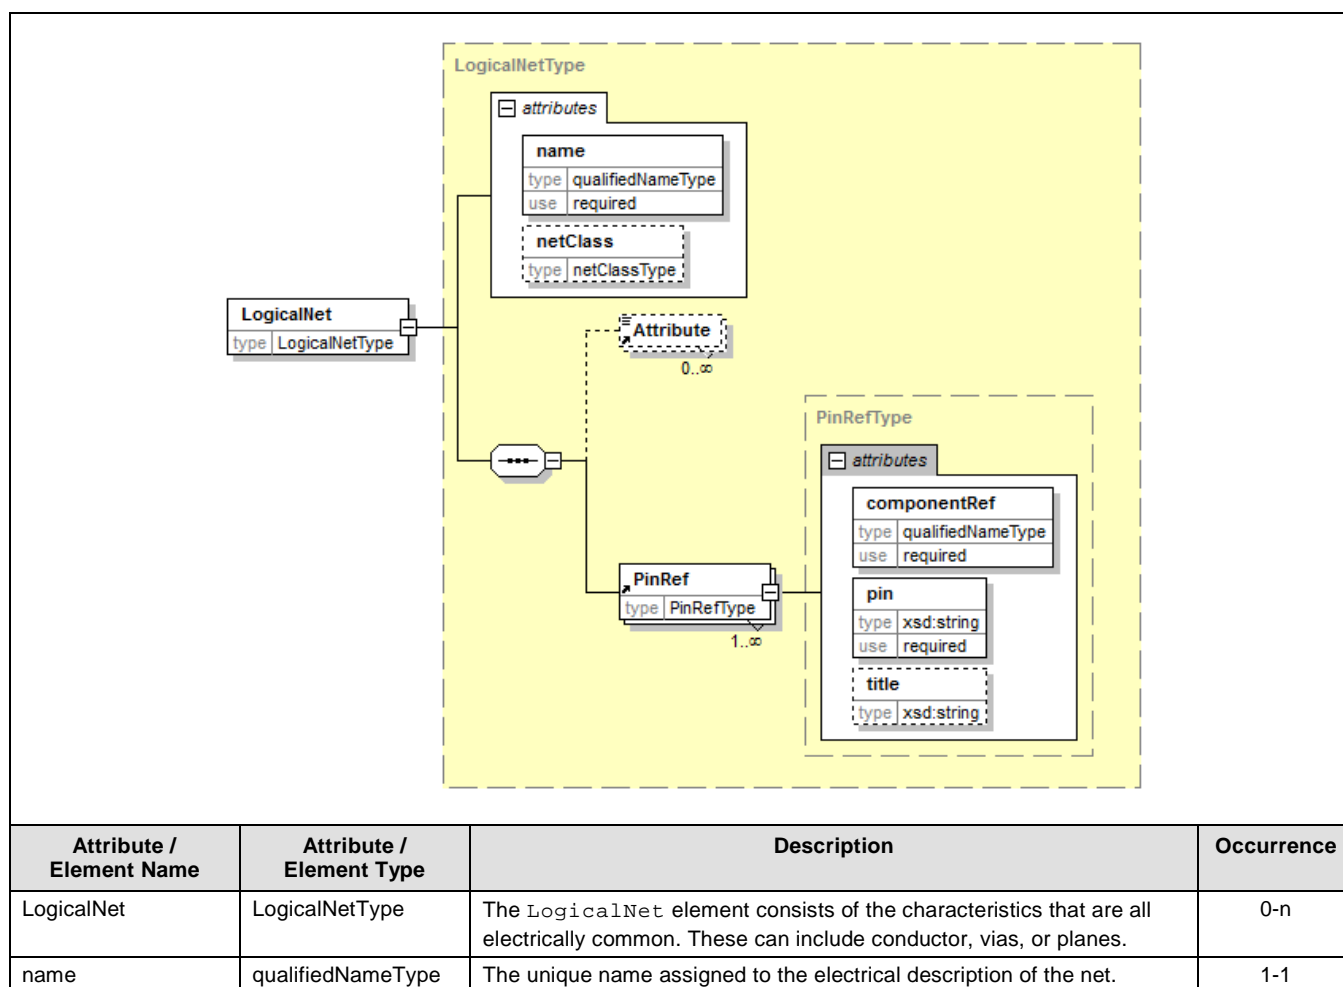 LogicalNetType
attributes
name
type qualifiedNameType
use required
netClass
type netClassType
LogicalNet
type LogicalNetType
Attribute
0..∞
PinRefType
attributes
componentRef
type qualifiedNameType
use required
PinRef
type PinRefType
1..∞
pin
type xsd:string
use required
title
type xsd:string
Attribute / Element Name Attribute / Element Type Description Occurrence
LogicalNet LogicalNetType The LogicalNet element consists of the characteristics that are all 0-n
electrically common. These can include conductor, vias, or planes.
name qualifiedNameType The unique name assigned to the electrical description of the net. 1-1